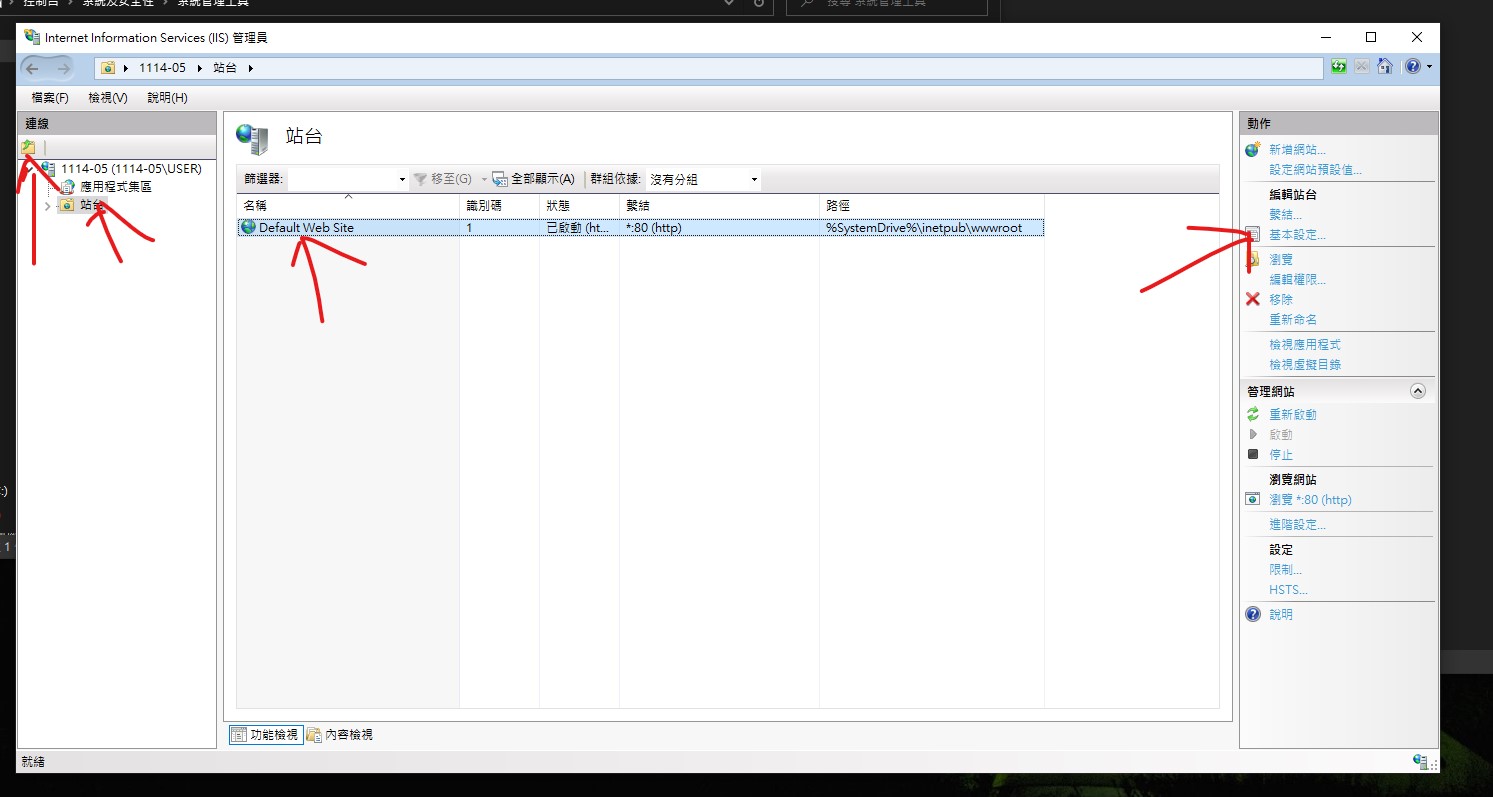 控制台 › 系統及安全性 › 系統管理工具
搜尋 系統管理工具
Internet Information Services (IIS) 管理員
1114-05 站台
檔案(F) 檢視(V) 說明(H)
連線
1114-05 (1114-05\USER)
應用程式集區
站台
站台
篩選器: 移至(G) 全部顯示(A) 群組依據: 沒有分組
名稱 識別碼 狀態 繫結 路徑
Default Web Site 1 已啟動 (ht... *:80 (http) %SystemDrive%\inetpub\wwwroot
功能檢視 內容檢視
動作
新增網站...
設定網站預設值...
編輯站台
繫結...
基本設定...
瀏覽
編輯權限...
移除
重新命名
檢視應用程式
檢視虛擬目錄
管理網站
重新啟動
啟動
停止
瀏覽網站
瀏覽 *:80 (http)
進階設定...
設定
限制...
HSTS...
說明
:)
1
就緒